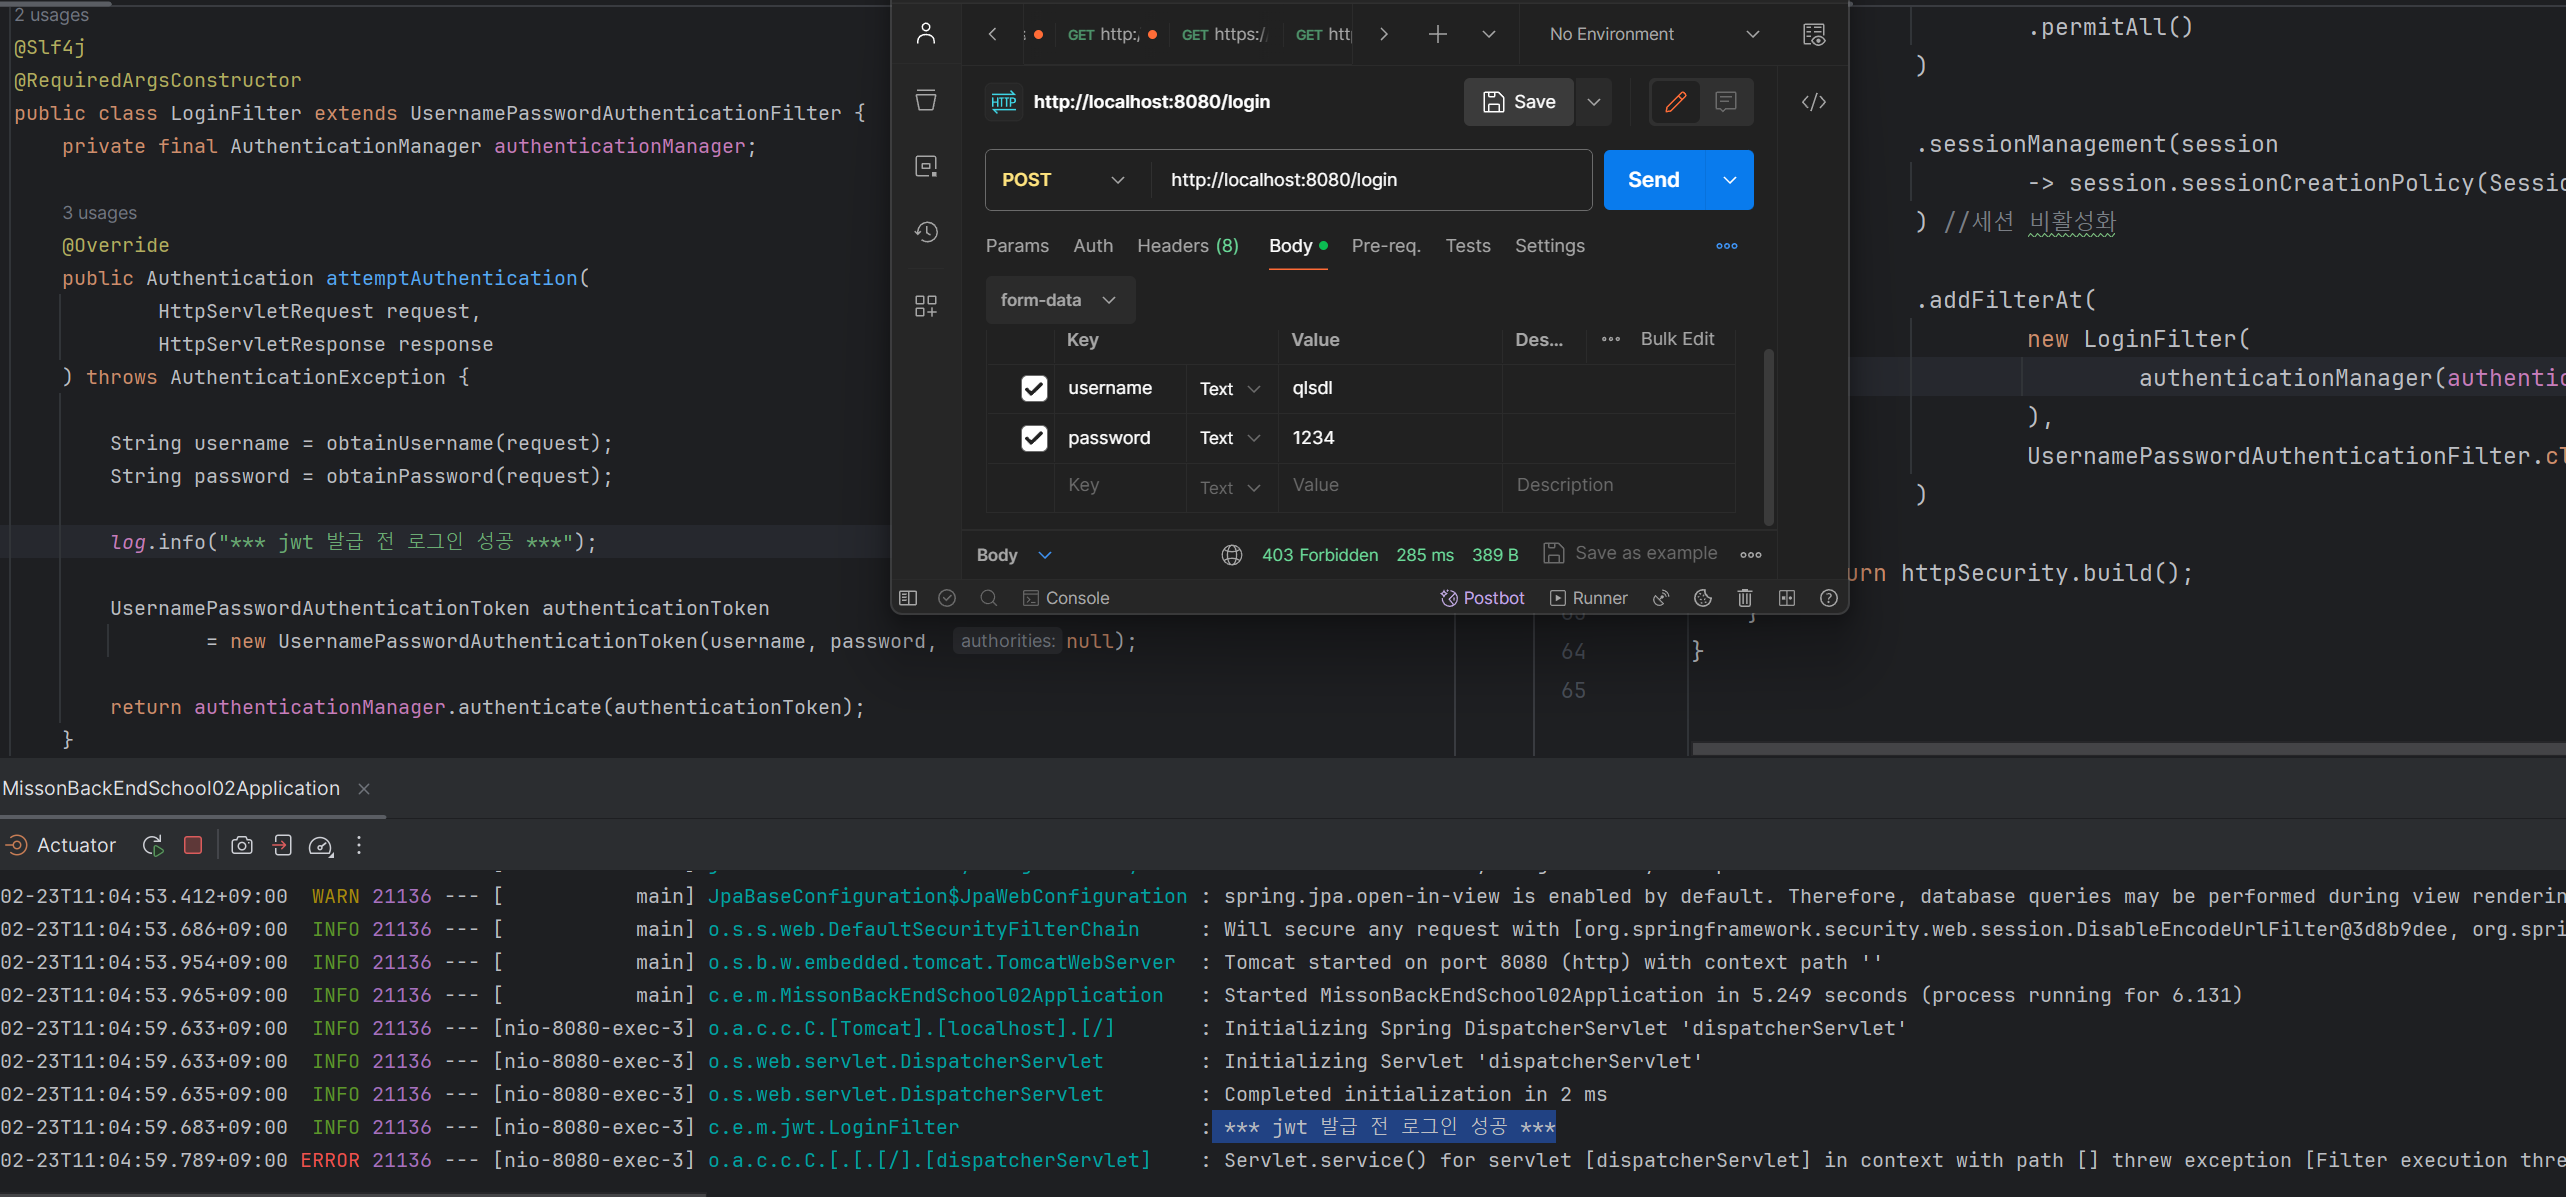 2 usages
@Slf4j
@RequiredArgsConstructor
public class LoginFilter extends UsernamePasswordAuthenticationFilter {
private final AuthenticationManager authenticationManager;
3 usages
@Override
public Authentication attemptAuthentication(
HttpServletRequest request,
HttpServletResponse response
) throws AuthenticationException {
String username = obtainUsername(request);
String password = obtainPassword(request);
log.info("*** jwt 발급 전 로그인 성공 ***");
UsernamePasswordAuthenticationToken authenticationToken
= new UsernamePasswordAuthenticationToken(username, password, authorities: null);
return authenticationManager.authenticate(authenticationToken);
}
GET http:/
GET https:/
GET htt
No Environment
HTTP http://localhost:8080/login
Save
POST http://localhost:8080/login
Send
Params Auth Headers (8) Body Pre-req. Tests Settings
form-data
Key Value Des... Bulk Edit
username Text qlsdl
password Text 1234
Key Text Value Description
Body 403 Forbidden 285 ms 389 B Save as example
Console Postbot Runner
.permitAll()
)
.sessionManagement(session
-> session.sessionCreationPolicy(Sessio
) //세션 비활성화
.addFilterAt(
new LoginFilter(
authenticationManager(authentic
),
UsernamePasswordAuthenticationFilter.cl
)
urn httpSecurity.build();
}
64 }
65
MissonBackEndSchool02Application
Actuator
02-23T11:04:53.412+09:00 WARN 21136 --- [ main] JpaBaseConfiguration$JpaWebConfiguration : spring.jpa.open-in-view is enabled by default. Therefore, database queries may be performed during view renderin
02-23T11:04:53.686+09:00 INFO 21136 --- [ main] o.s.s.web.DefaultSecurityFilterChain : Will secure any request with [org.springframework.security.web.session.DisableEncodeUrlFilter@3d8b9dee, org.spri
02-23T11:04:53.954+09:00 INFO 21136 --- [ main] o.s.b.w.embedded.tomcat.TomcatWebServer : Tomcat started on port 8080 (http) with context path ''
02-23T11:04:53.965+09:00 INFO 21136 --- [ main] c.e.m.MissonBackEndSchool02Application : Started MissonBackEndSchool02Application in 5.249 seconds (process running for 6.131)
02-23T11:04:59.633+09:00 INFO 21136 --- [nio-8080-exec-3] o.a.c.c.C.[Tomcat].[localhost].[/] : Initializing Spring DispatcherServlet 'dispatcherServlet'
02-23T11:04:59.633+09:00 INFO 21136 --- [nio-8080-exec-3] o.s.web.servlet.DispatcherServlet : Initializing Servlet 'dispatcherServlet'
02-23T11:04:59.635+09:00 INFO 21136 --- [nio-8080-exec-3] o.s.web.servlet.DispatcherServlet : Completed initialization in 2 ms
02-23T11:04:59.683+09:00 INFO 21136 --- [nio-8080-exec-3] c.e.m.jwt.LoginFilter : *** jwt 발급 전 로그인 성공 ***
02-23T11:04:59.789+09:00 ERROR 21136 --- [nio-8080-exec-3] o.a.c.c.C.[.[.[/].[dispatcherServlet] : Servlet.service() for servlet [dispatcherServlet] in context with path [] threw exception [Filter execution thre